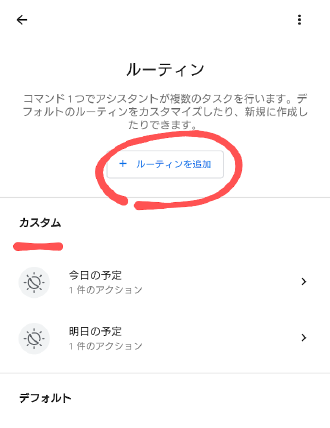 ルーティン
コマンド 1 つでアシスタントが複数のタスクを行います。デ
フォルトのルーティンをカスタマイズしたり、新規に作成し
たりできます。
+ ルーティンを追加
カスタム
今日の予定
1 件のアクション
明日の予定
1 件のアクション
デフォルト